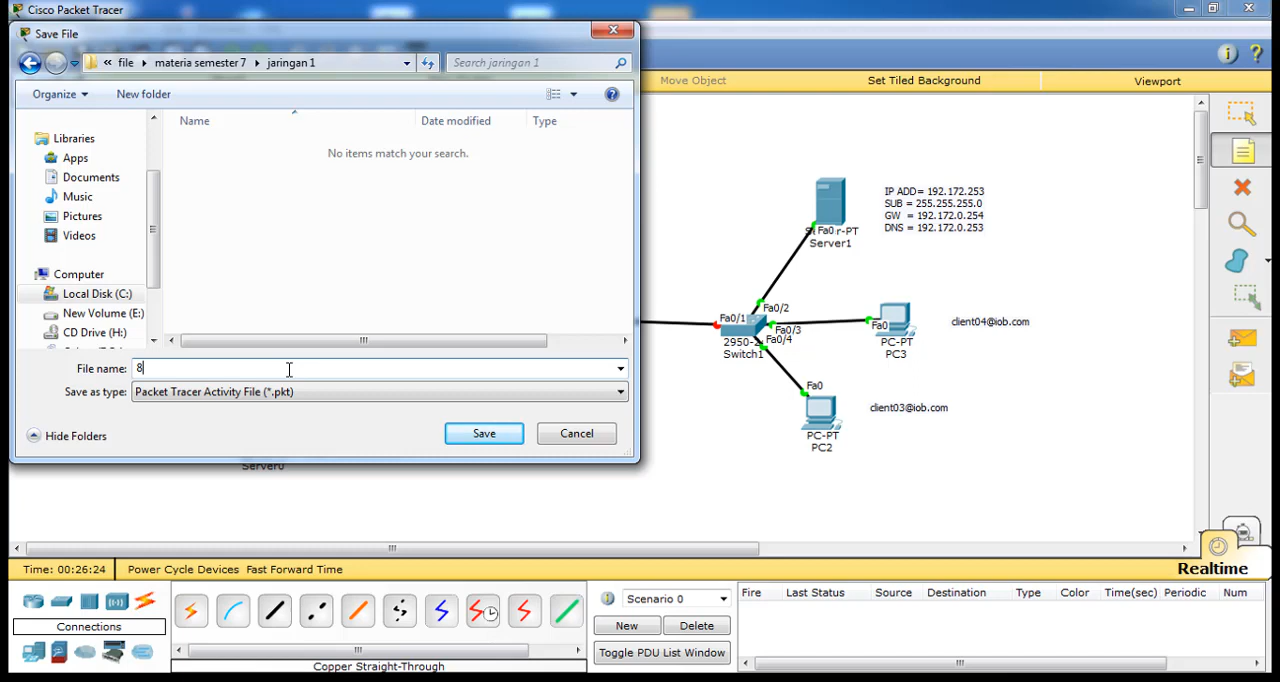 Cisco Packet Tracer
Save File
« file materia semester 7 jaringan 1
Search jaringan 1
Organize
New folder
Name
Date modified
Type
No items match your search.
Libraries
Apps
Documents
Music
Pictures
Videos
Computer
Local Disk (C:)
New Volume (E:)
CD Drive (H:)
File name:
8
Save as type:
Packet Tracer Activity File (*.pkt)
Hide Folders
Save
Cancel
Move Object
Set Tiled Background
Viewport
IP ADD= 192.172.253
SUB = 255.255.255.0
GW = 192.172.0.254
DNS = 192.172.0.253
Fa0
Server1
Fa0/1
Fa0/2
Fa0/3
Fa0/4
Switch1
Fa0
PC-PT
PC3
client04@iob.com
Fa0
PC-PT
PC2
client03@iob.com
Server0
Time: 00:26:24
Power Cycle Devices Fast Forward Time
Realtime
Connections
Copper Straight-Through
Scenario 0
New
Delete
Toggle PDU List Window
Fire
Last Status
Source
Destination
Type
Color
Time(sec)
Periodic
Num